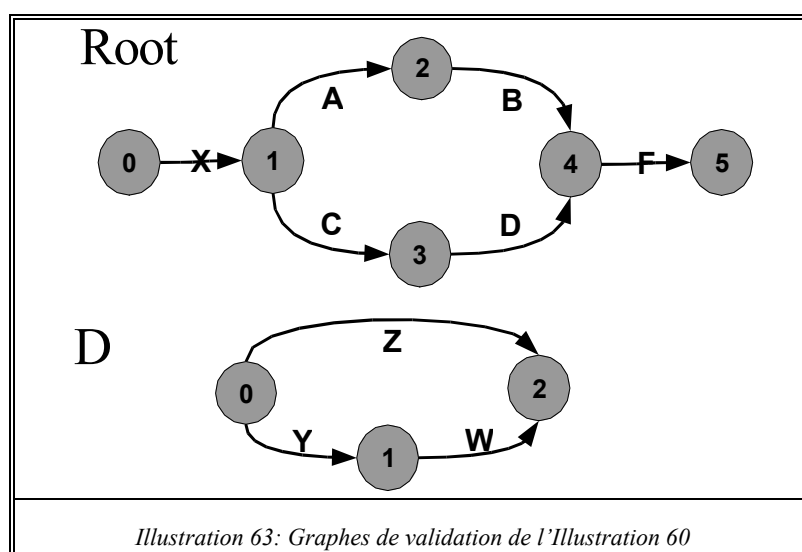 Root
2
A
B
0
X
1
4
F
5
C
D
3
D
Z
0
2
Y
W
1
Illustration 63: Graphes de validation de l'Illustration 60